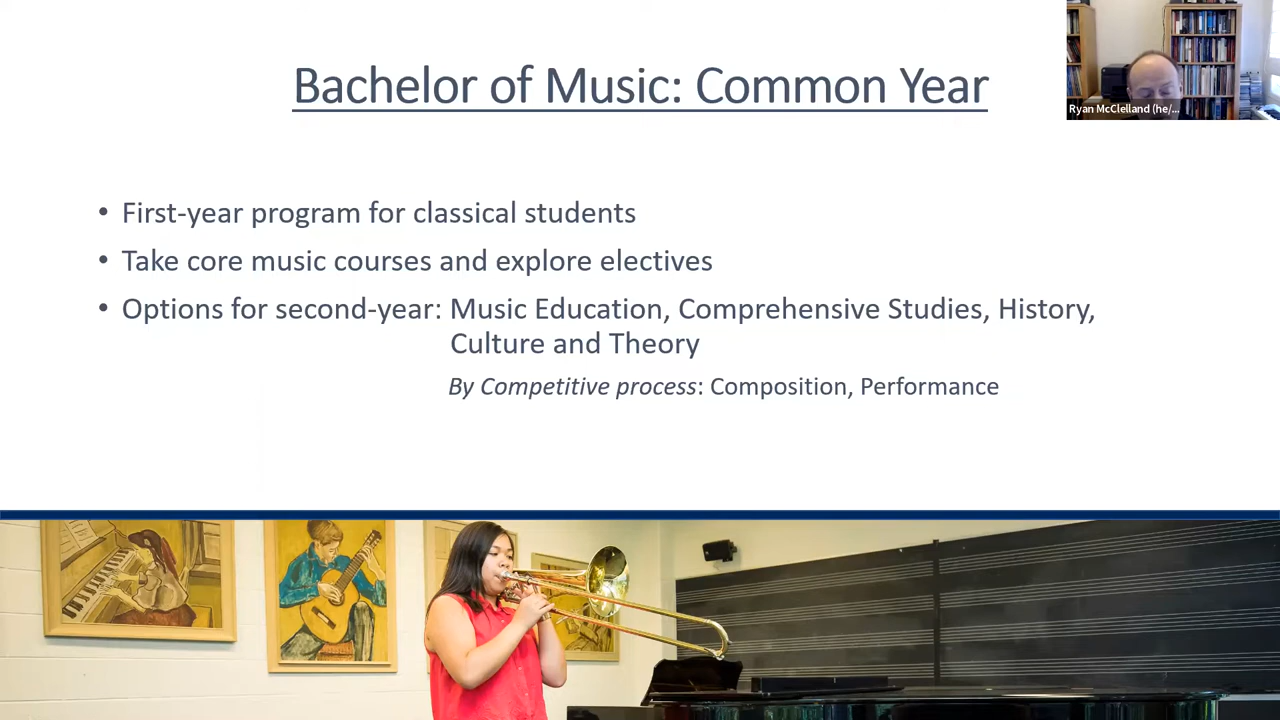 Bachelor of Music: Common Year
Ryan McClelland (he/...
• First-year program for classical students
• Take core music courses and explore electives
• Options for second-year: Music Education, Comprehensive Studies, History,
Culture and Theory
By Competitive process: Composition, Performance